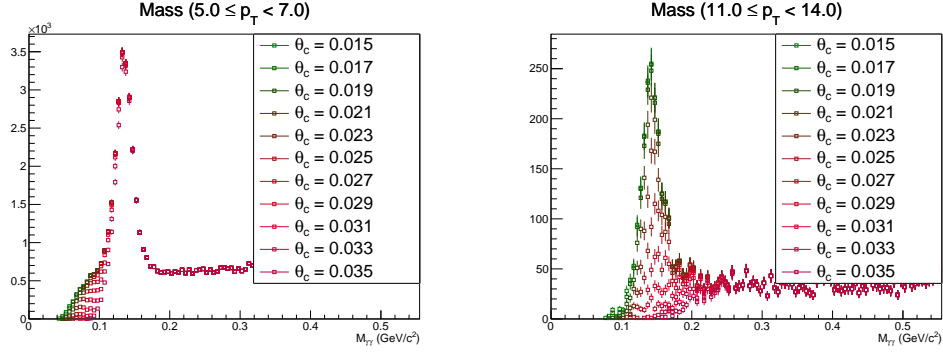 Mass (5.0 ≤ p_T < 7.0)
×10³
3.5
3
2.5
2
1.5
1
0.5
0
0 0.1 0.2 0.3 0.4 0.5
M_γγ (GeV/c²)
θ_c = 0.015
θ_c = 0.017
θ_c = 0.019
θ_c = 0.021
θ_c = 0.023
θ_c = 0.025
θ_c = 0.027
θ_c = 0.029
θ_c = 0.031
θ_c = 0.033
θ_c = 0.035
Mass (11.0 ≤ p_T < 14.0)
250
200
150
100
50
0
0 0.1 0.2 0.3 0.4 0.5
M_γγ (GeV/c²)
θ_c = 0.015
θ_c = 0.017
θ_c = 0.019
θ_c = 0.021
θ_c = 0.023
θ_c = 0.025
θ_c = 0.027
θ_c = 0.029
θ_c = 0.031
θ_c = 0.033
θ_c = 0.035